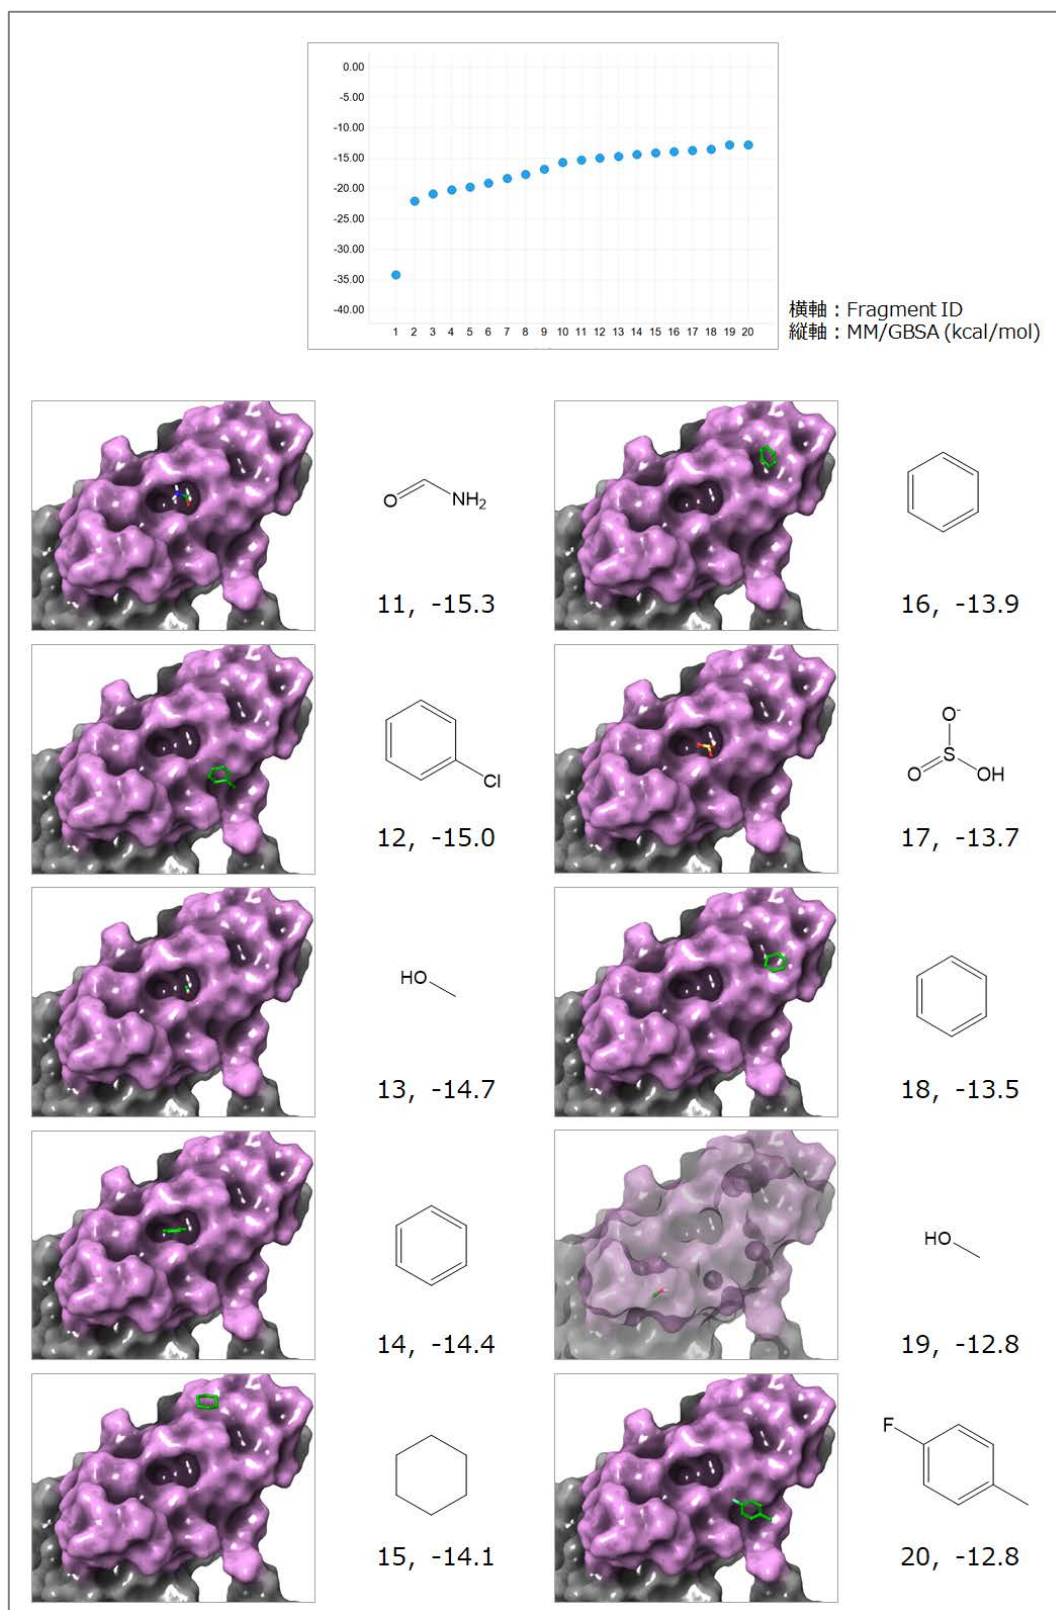 0.00
-5.00
-10.00
-15.00
-20.00
-25.00
-30.00
-35.00
-40.00
1 2 3 4 5 6 7 8 9 10 11 12 13 14 15 16 17 18 19 20
横軸：Fragment ID
縦軸：MM/GBSA (kcal/mol)
O NH₂
11, -15.3
16, -13.9
Cl
12, -15.0
O⁻
S
O OH
17, -13.7
HO
13, -14.7
18, -13.5
14, -14.4
HO
19, -12.8
15, -14.1
F
20, -12.8